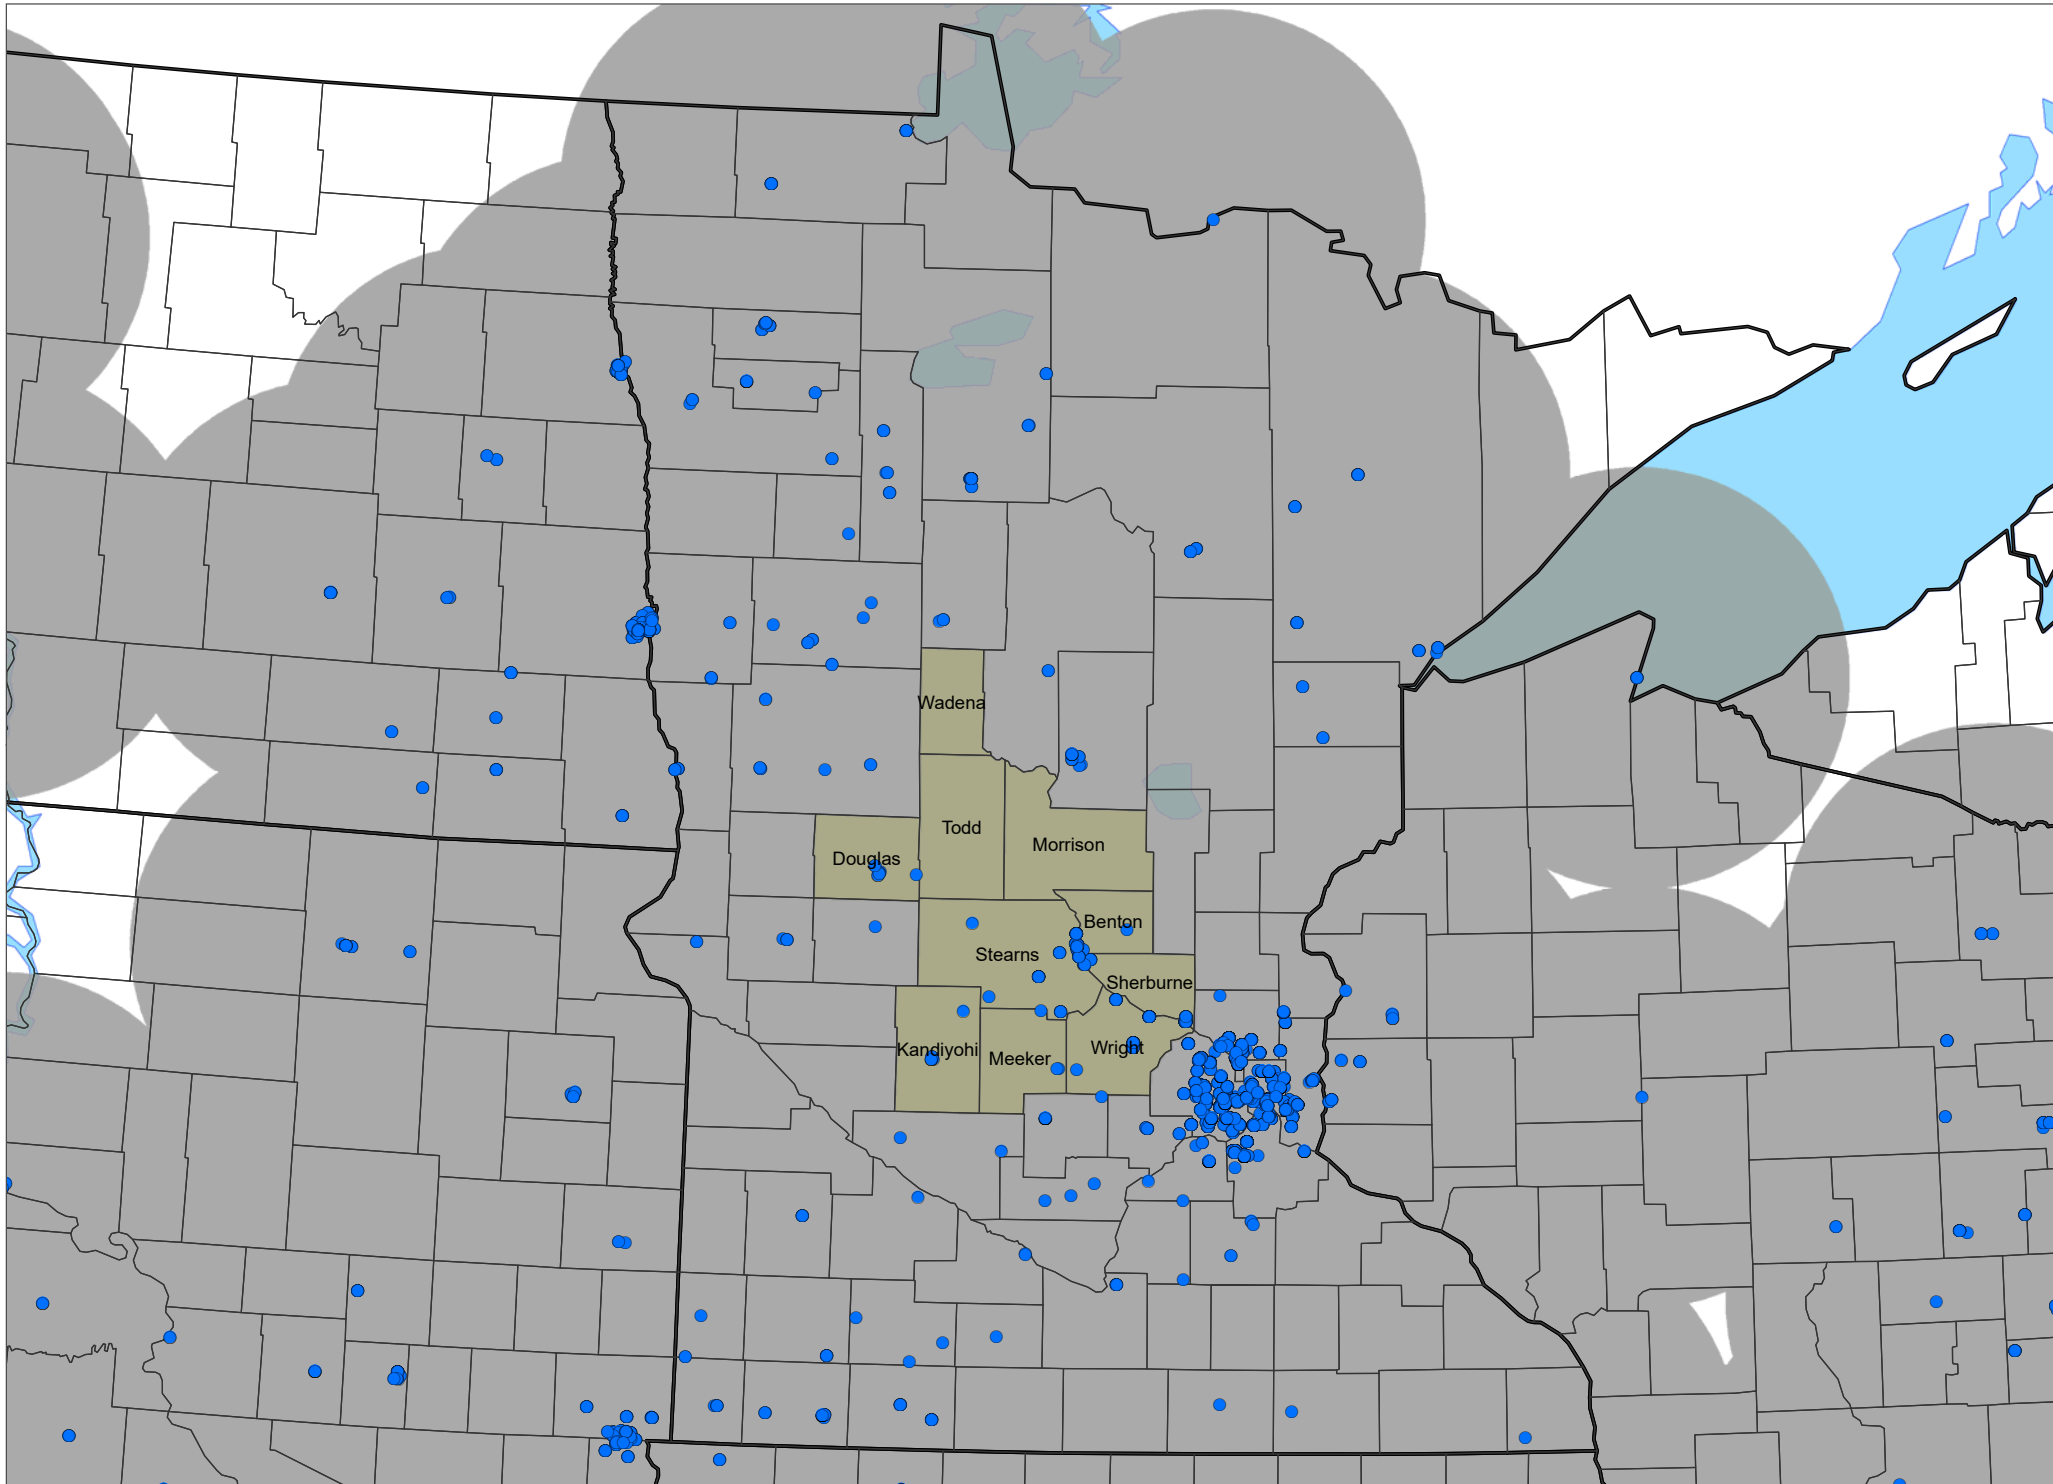 Wadena
Todd
Morrison
Douglas
Benton
Stearns
Sherburne
Kandiyohi
Meeker
Wright